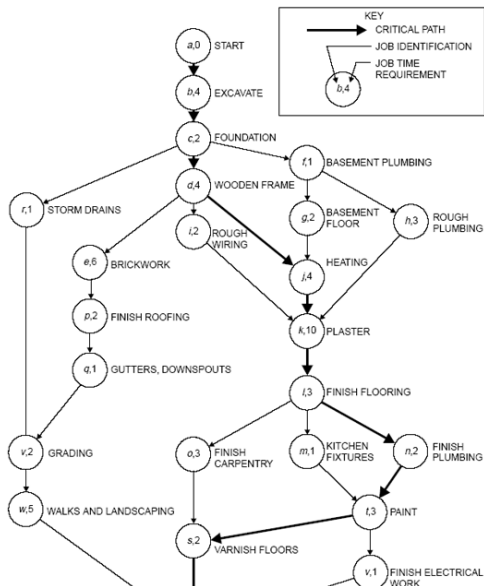 KEY
CRITICAL PATH
JOB IDENTIFICATION
JOB TIME
REQUIREMENT
b,4
a,0 START
b,4 EXCAVATE
c,2 FOUNDATION
f,1 BASEMENT PLUMBING
d,4 WOODEN FRAME
r,1 STORM DRAINS
i,2 ROUGH
WIRING
g,2 BASEMENT
FLOOR
h,3 ROUGH
PLUMBING
e,6 BRICKWORK
j,4 HEATING
p,2 FINISH ROOFING
k,10 PLASTER
q,1 GUTTERS, DOWNSPOUTS
l,3 FINISH FLOORING
v,2 GRADING
o,3 FINISH
CARPENTRY
m,1 KITCHEN
FIXTURES
n,2 FINISH
PLUMBING
w,5 WALKS AND LANDSCAPING
t,3 PAINT
s,2 VARNISH FLOORS
v,1 FINISH ELECTRICAL
WORK